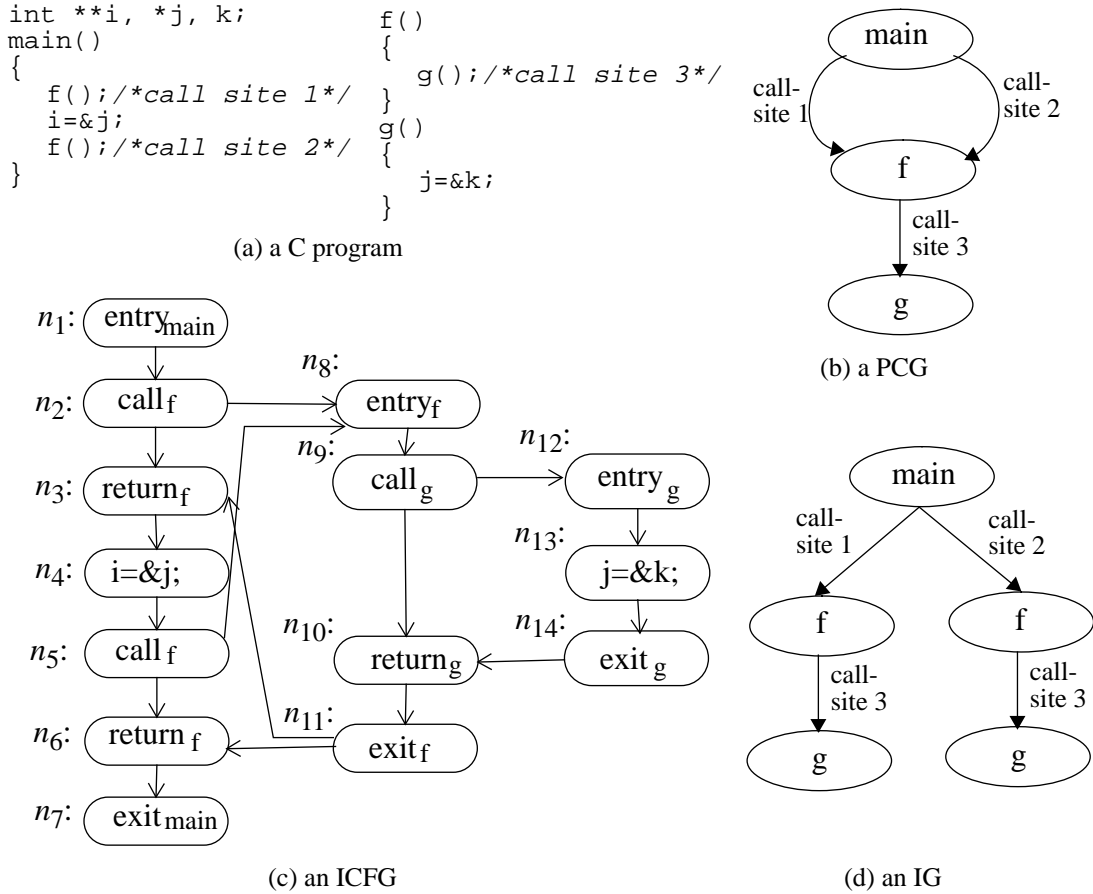 int **i, *j, k;
main()
{
f();/*call site 1*/
i=&j;
f();/*call site 2*/
}
f()
{
g();/*call site 3*/
}
g()
{
j=&k;
}
(a) a C program
main
call-
site 1
call-
site 2
f
call-
site 3
g
(b) a PCG
n1: entrymain
n2: callf
n3: returnf
n4: i=&j;
n5: callf
n6: returnf
n7: exitmain
n8:
entryf
n9:
callg
n10:
returng
n11:
exitf
n12:
entryg
n13:
j=&k;
n14:
exitg
(c) an ICFG
main
call-
site 1
call-
site 2
f
f
call-
site 3
call-
site 3
g
g
(d) an IG